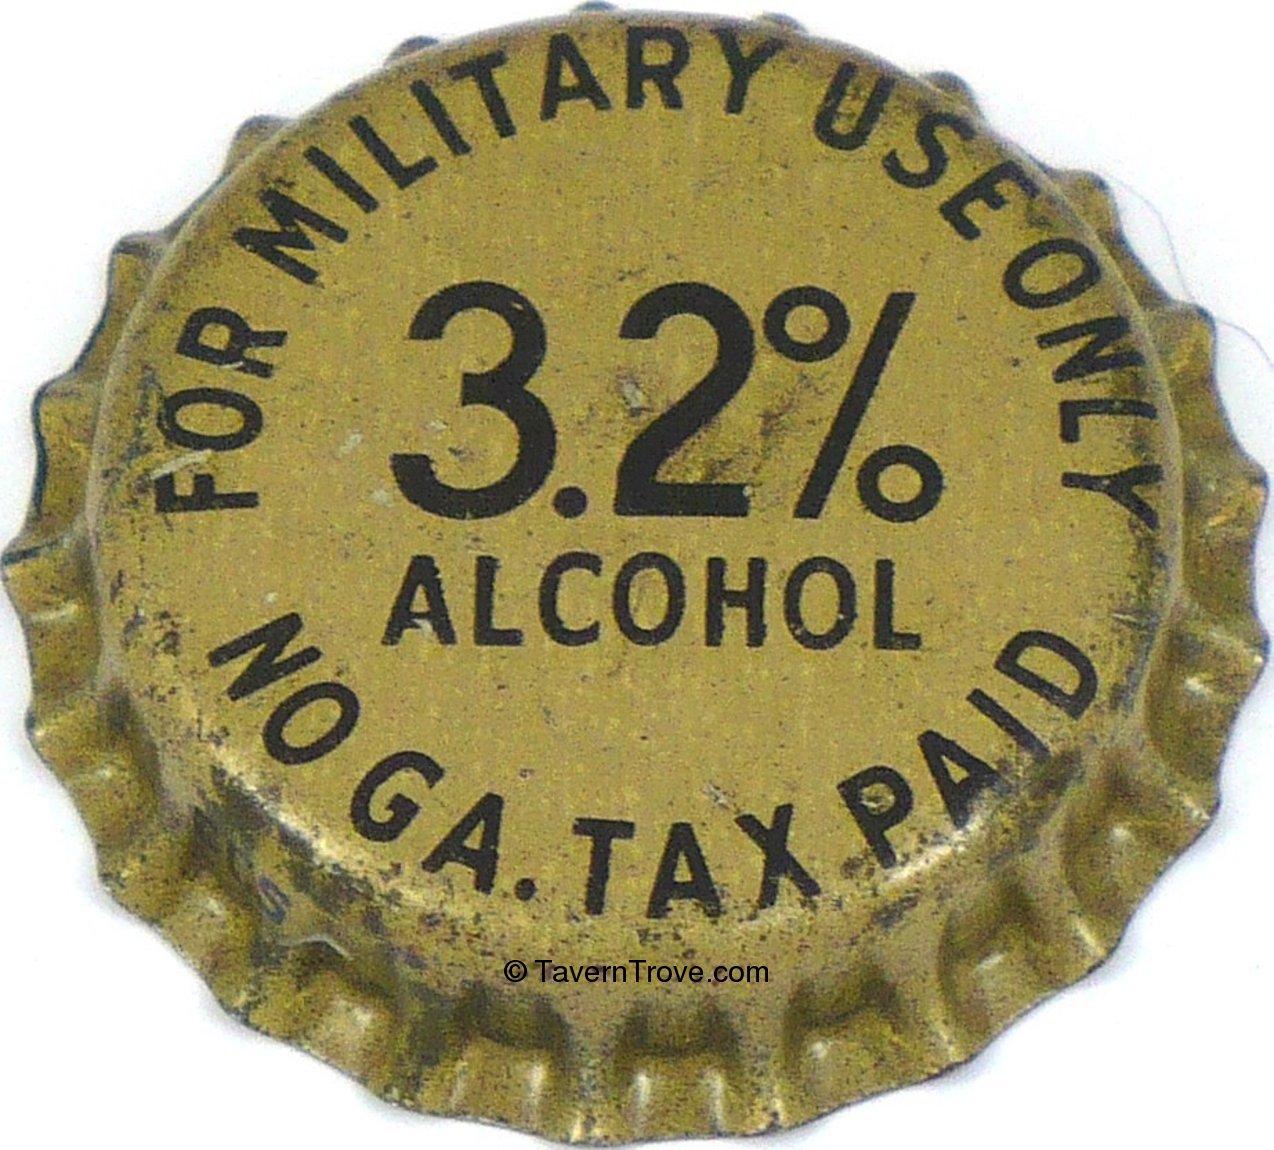 FOR MILITARY USE ONLY
3.2%
ALCOHOL
NO GA. TAX PAID
© TavernTrove.com